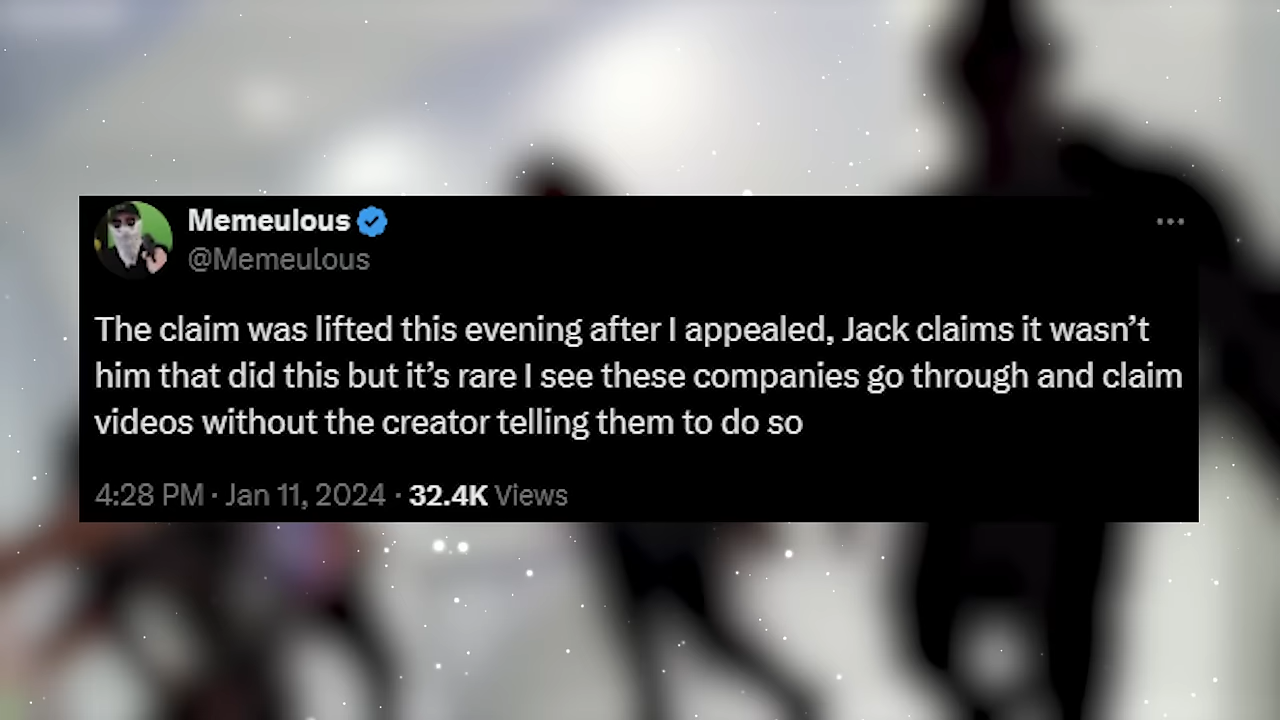 Memeulous
@Memeulous
The claim was lifted this evening after I appealed, Jack claims it wasn’t
him that did this but it’s rare I see these companies go through and claim
videos without the creator telling them to do so
4:28 PM · Jan 11, 2024 · 32.4K Views